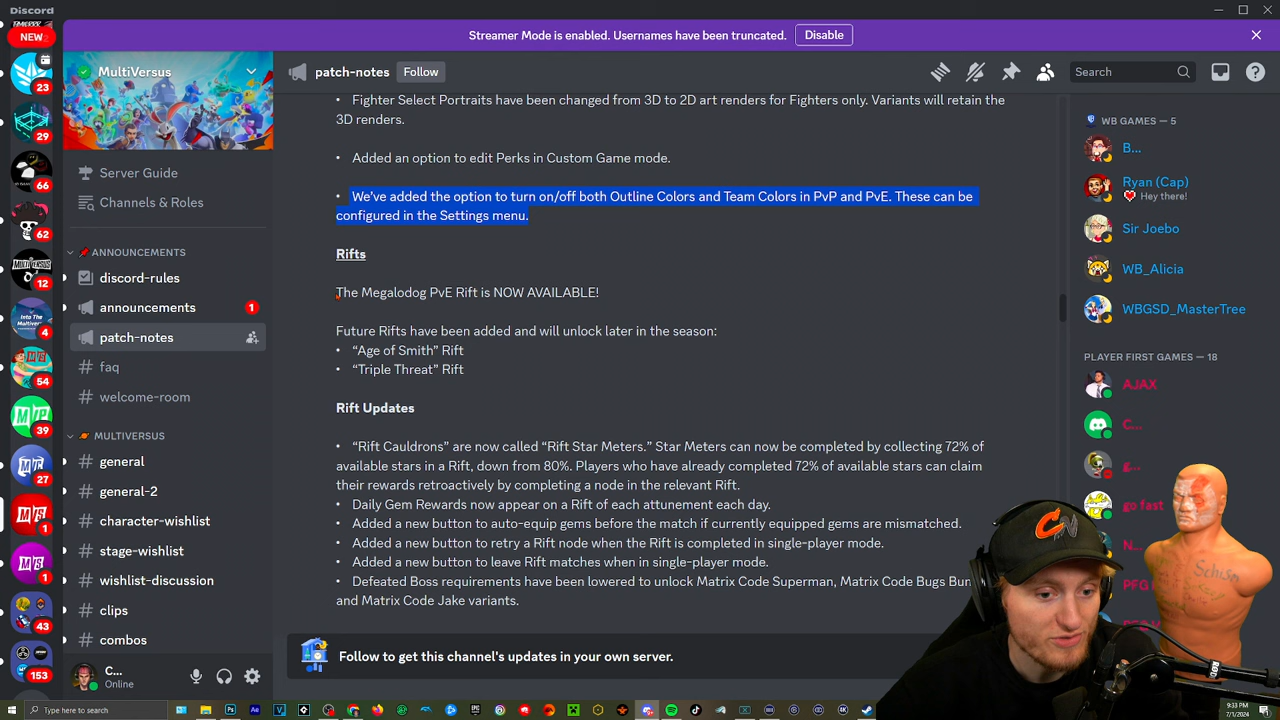 Discord
NEW
Streamer Mode is enabled. Usernames have been truncated. Disable
23
29
66
62
12
4
54
39
27
1
1
43
153
MultiVersus
Server Guide
Channels & Roles
ANNOUNCEMENTS
discord-rules
announcements 1
patch-notes
faq
welcome-room
MULTIVERSUS
general
general-2
character-wishlist
stage-wishlist
wishlist-discussion
clips
combos
C...
Online
patch-notes Follow Search
• Fighter Select Portraits have been changed from 3D to 2D art renders for Fighters only. Variants will retain the
3D renders.
• Added an option to edit Perks in Custom Game mode.
• We've added the option to turn on/off both Outline Colors and Team Colors in PvP and PvE. These can be
configured in the Settings menu.
Rifts
The Megalodog PvE Rift is NOW AVAILABLE!
Future Rifts have been added and will unlock later in the season:
• “Age of Smith” Rift
• “Triple Threat” Rift
Rift Updates
• “Rift Cauldrons” are now called “Rift Star Meters.” Star Meters can now be completed by collecting 72% of
available stars in a Rift, down from 80%. Players who have already completed 72% of available stars can claim
their rewards retroactively by completing a node in the relevant Rift.
• Daily Gem Rewards now appear on a Rift of each attunement each day.
• Added a new button to auto-equip gems before the match if currently equipped gems are mismatched.
• Added a new button to retry a Rift node when the Rift is completed in single-player mode.
• Added a new button to leave Rift matches when in single-player mode.
• Defeated Boss requirements have been lowered to unlock Matrix Code Superman, Matrix Code Bugs Bun
and Matrix Code Jake variants.
Follow to get this channel's updates in your own server.
WB GAMES — 5
B...
Ryan (Cap)
Hey there!
Sir Joebo
WB_Alicia
WBGSD_MasterTree
PLAYER FIRST GAMES — 18
AJAX
C...
g...
go fast
N...
PFG
Type here to search
9:33 PM
7/1/2024